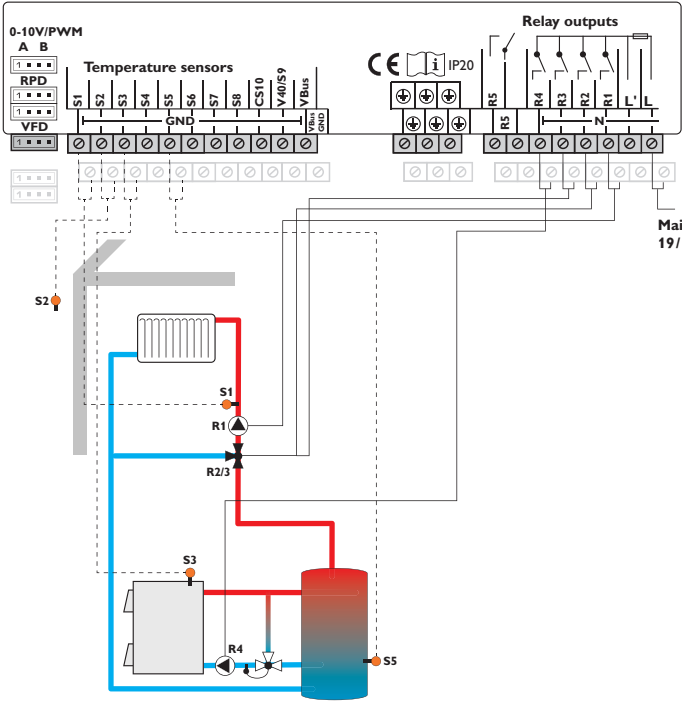 0-10V/PWM
A B
1
RPD
1
1
VFD
1
Temperature sensors
S1
S2
S3
S4
S5
S6
S7
S8
CS10
V40/S9
VBus
GND
VBus
GND
CE
i
IP20
Relay outputs
R5
R5
R4
R3
R2
R1
L'
L
N
1
1
Mai
19/
S2
S1
R1
R2/3
S3
R4
S5